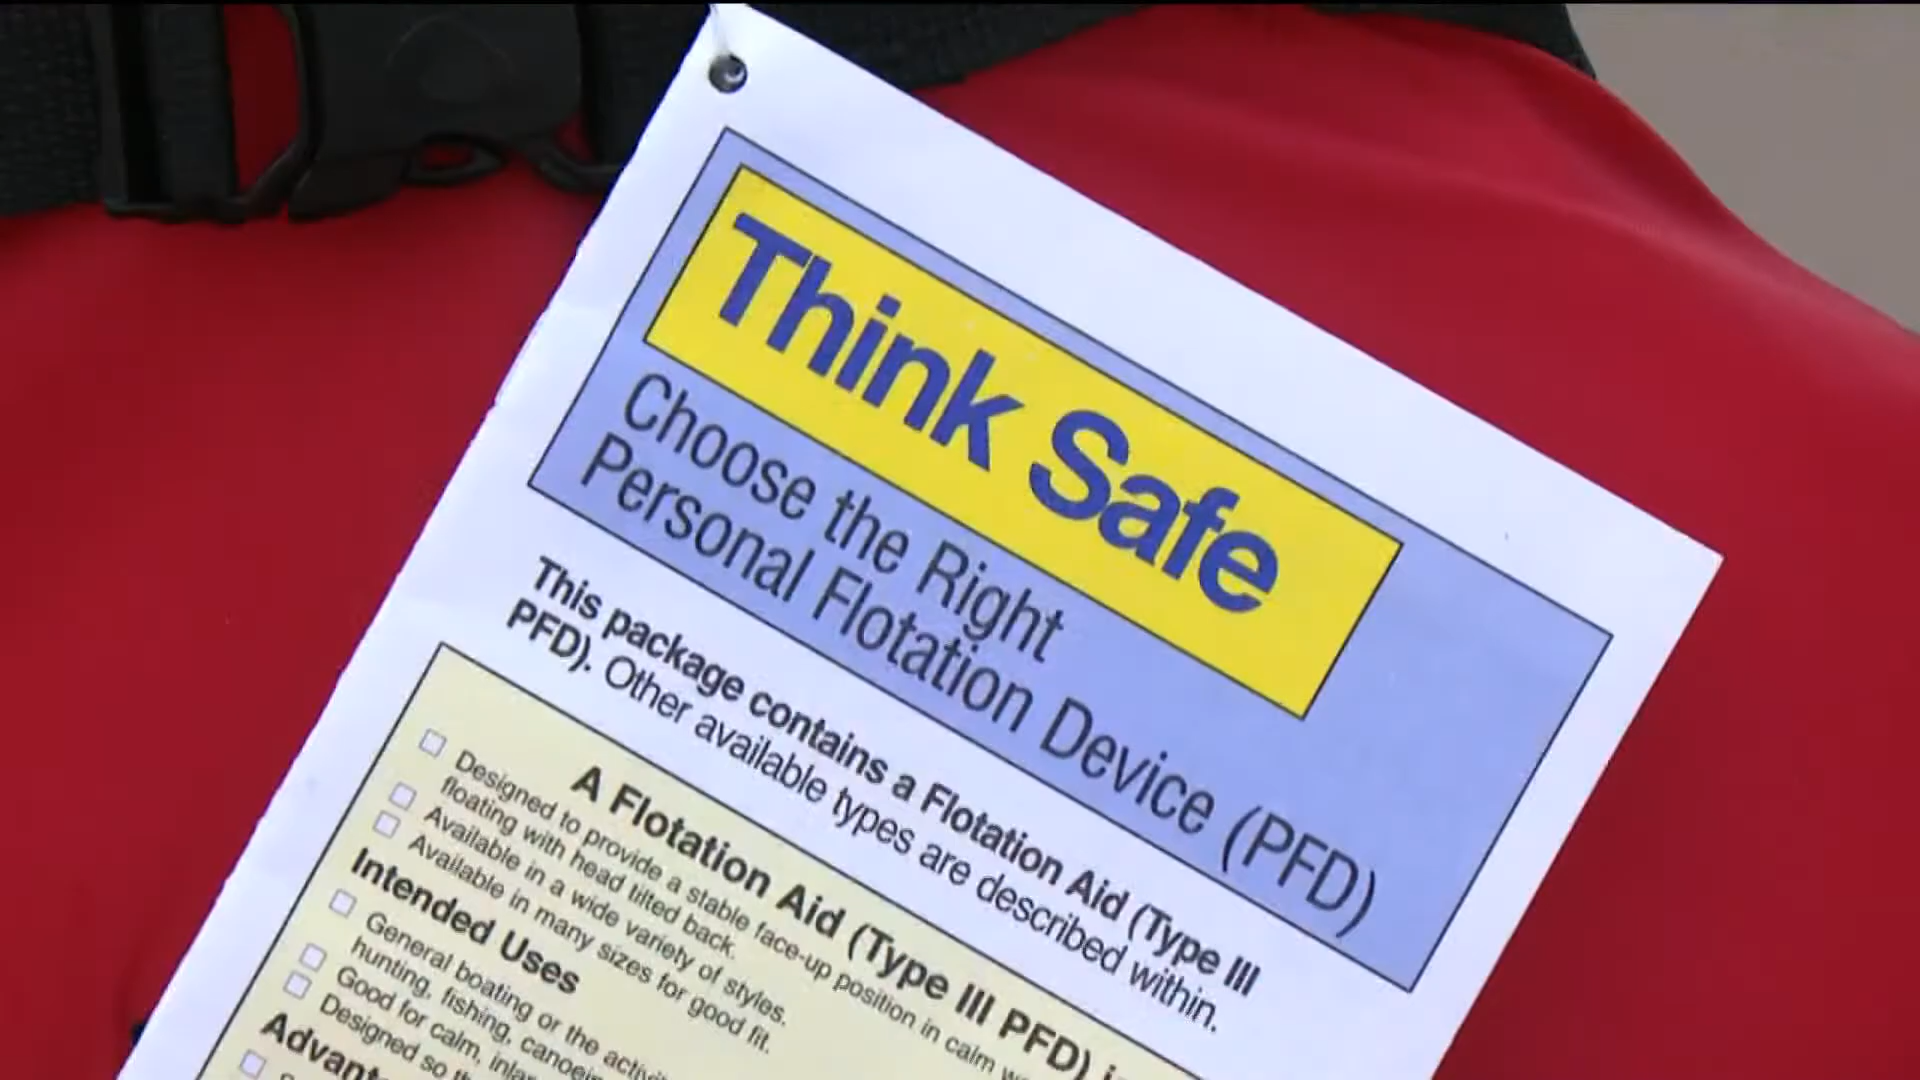 Think Safe
Choose the Right
Personal Flotation Device (PFD)
This package contains a Flotation Aid (Type III
PFD). Other available types are described within.
A Flotation Aid (Type III PFD)
Designed to provide a stable face-up position in calm
floating with head tilted back.
Available in a wide variety of styles.
Available in many sizes for good fit.
Intended Uses
General boating or the
hunting, fishing,
Good for calm,
Designed so